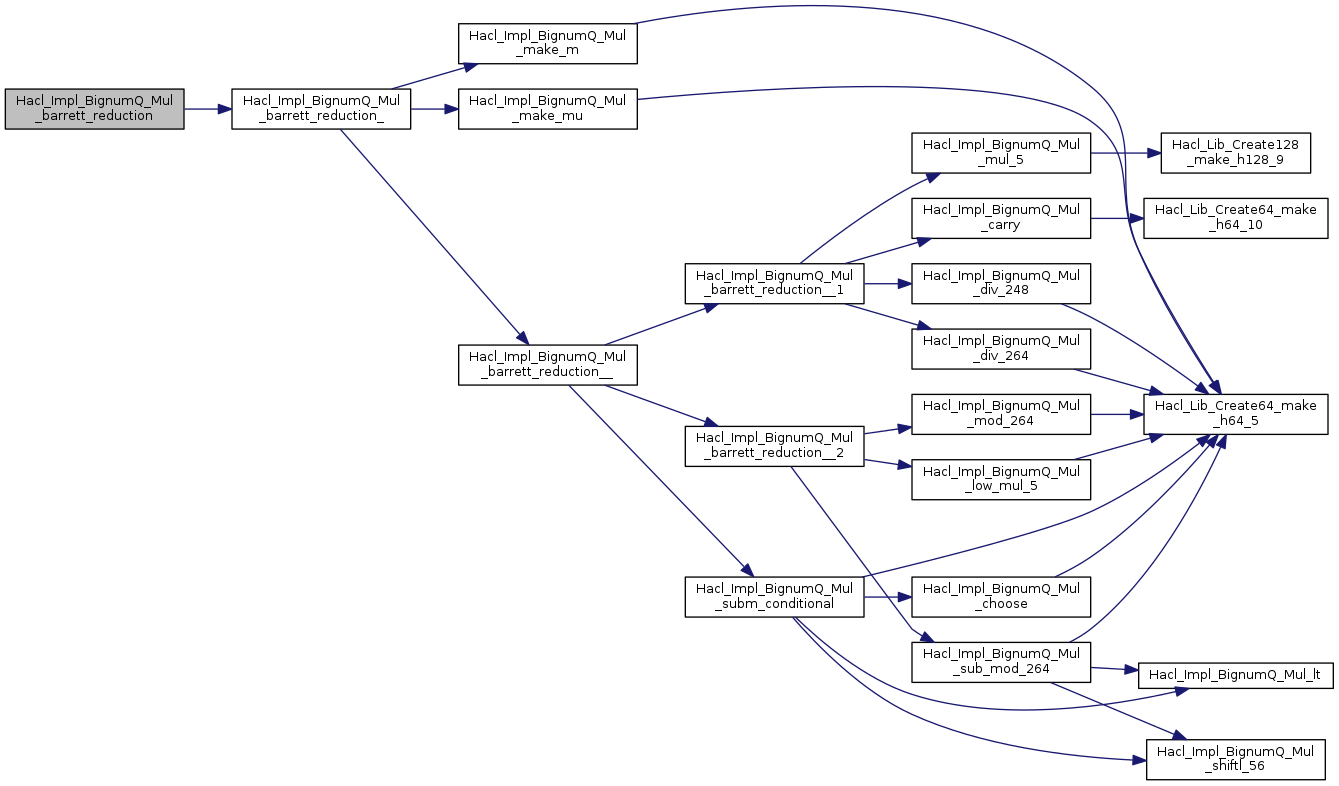 Hacl_Impl_BignumQ_Mul
_barrett_reduction
Hacl_Impl_BignumQ_Mul
_barrett_reduction_
Hacl_Impl_BignumQ_Mul
_make_m
Hacl_Impl_BignumQ_Mul
_make_mu
Hacl_Impl_BignumQ_Mul
_barrett_reduction__
Hacl_Impl_BignumQ_Mul
_barrett_reduction__1
Hacl_Impl_BignumQ_Mul
_barrett_reduction__2
Hacl_Impl_BignumQ_Mul
_subm_conditional
Hacl_Impl_BignumQ_Mul
_mul_5
Hacl_Impl_BignumQ_Mul
_carry
Hacl_Impl_BignumQ_Mul
_div_248
Hacl_Impl_BignumQ_Mul
_div_264
Hacl_Impl_BignumQ_Mul
_mod_264
Hacl_Impl_BignumQ_Mul
_low_mul_5
Hacl_Impl_BignumQ_Mul
_choose
Hacl_Impl_BignumQ_Mul
_sub_mod_264
Hacl_Lib_Create128
_make_h128_9
Hacl_Lib_Create64_make
_h64_10
Hacl_Lib_Create64_make
_h64_5
Hacl_Impl_BignumQ_Mul_lt
Hacl_Impl_BignumQ_Mul
_shiftl_56